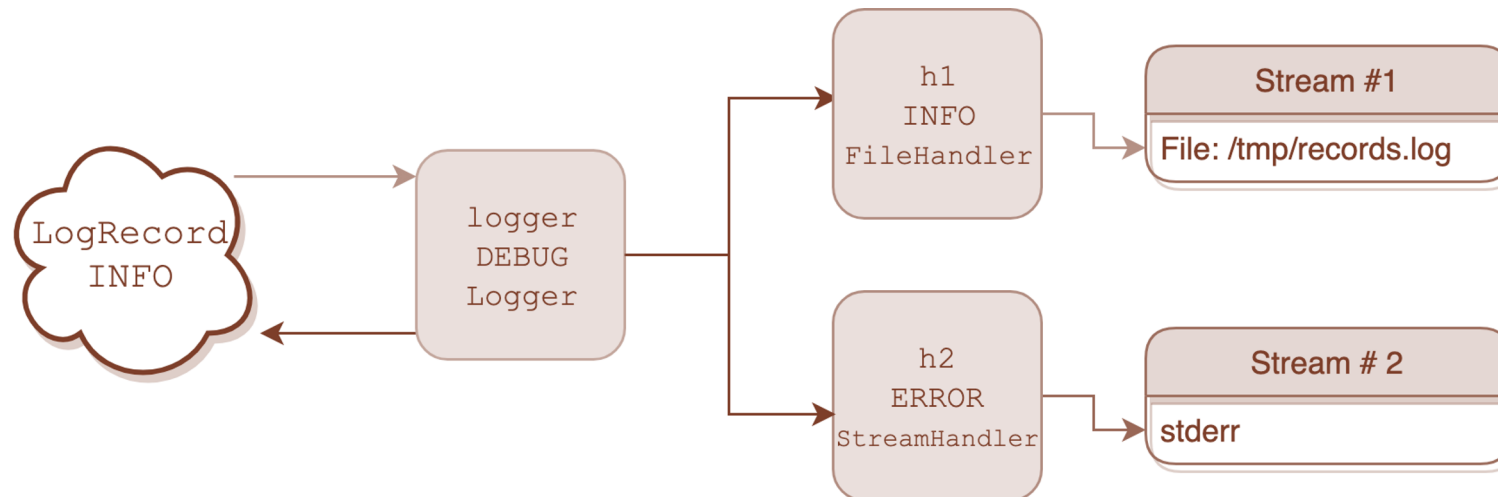 LogRecord
INFO
logger
DEBUG
Logger
h1
INFO
FileHandler
Stream #1
File: /tmp/records.log
h2
ERROR
StreamHandler
Stream # 2
stderr